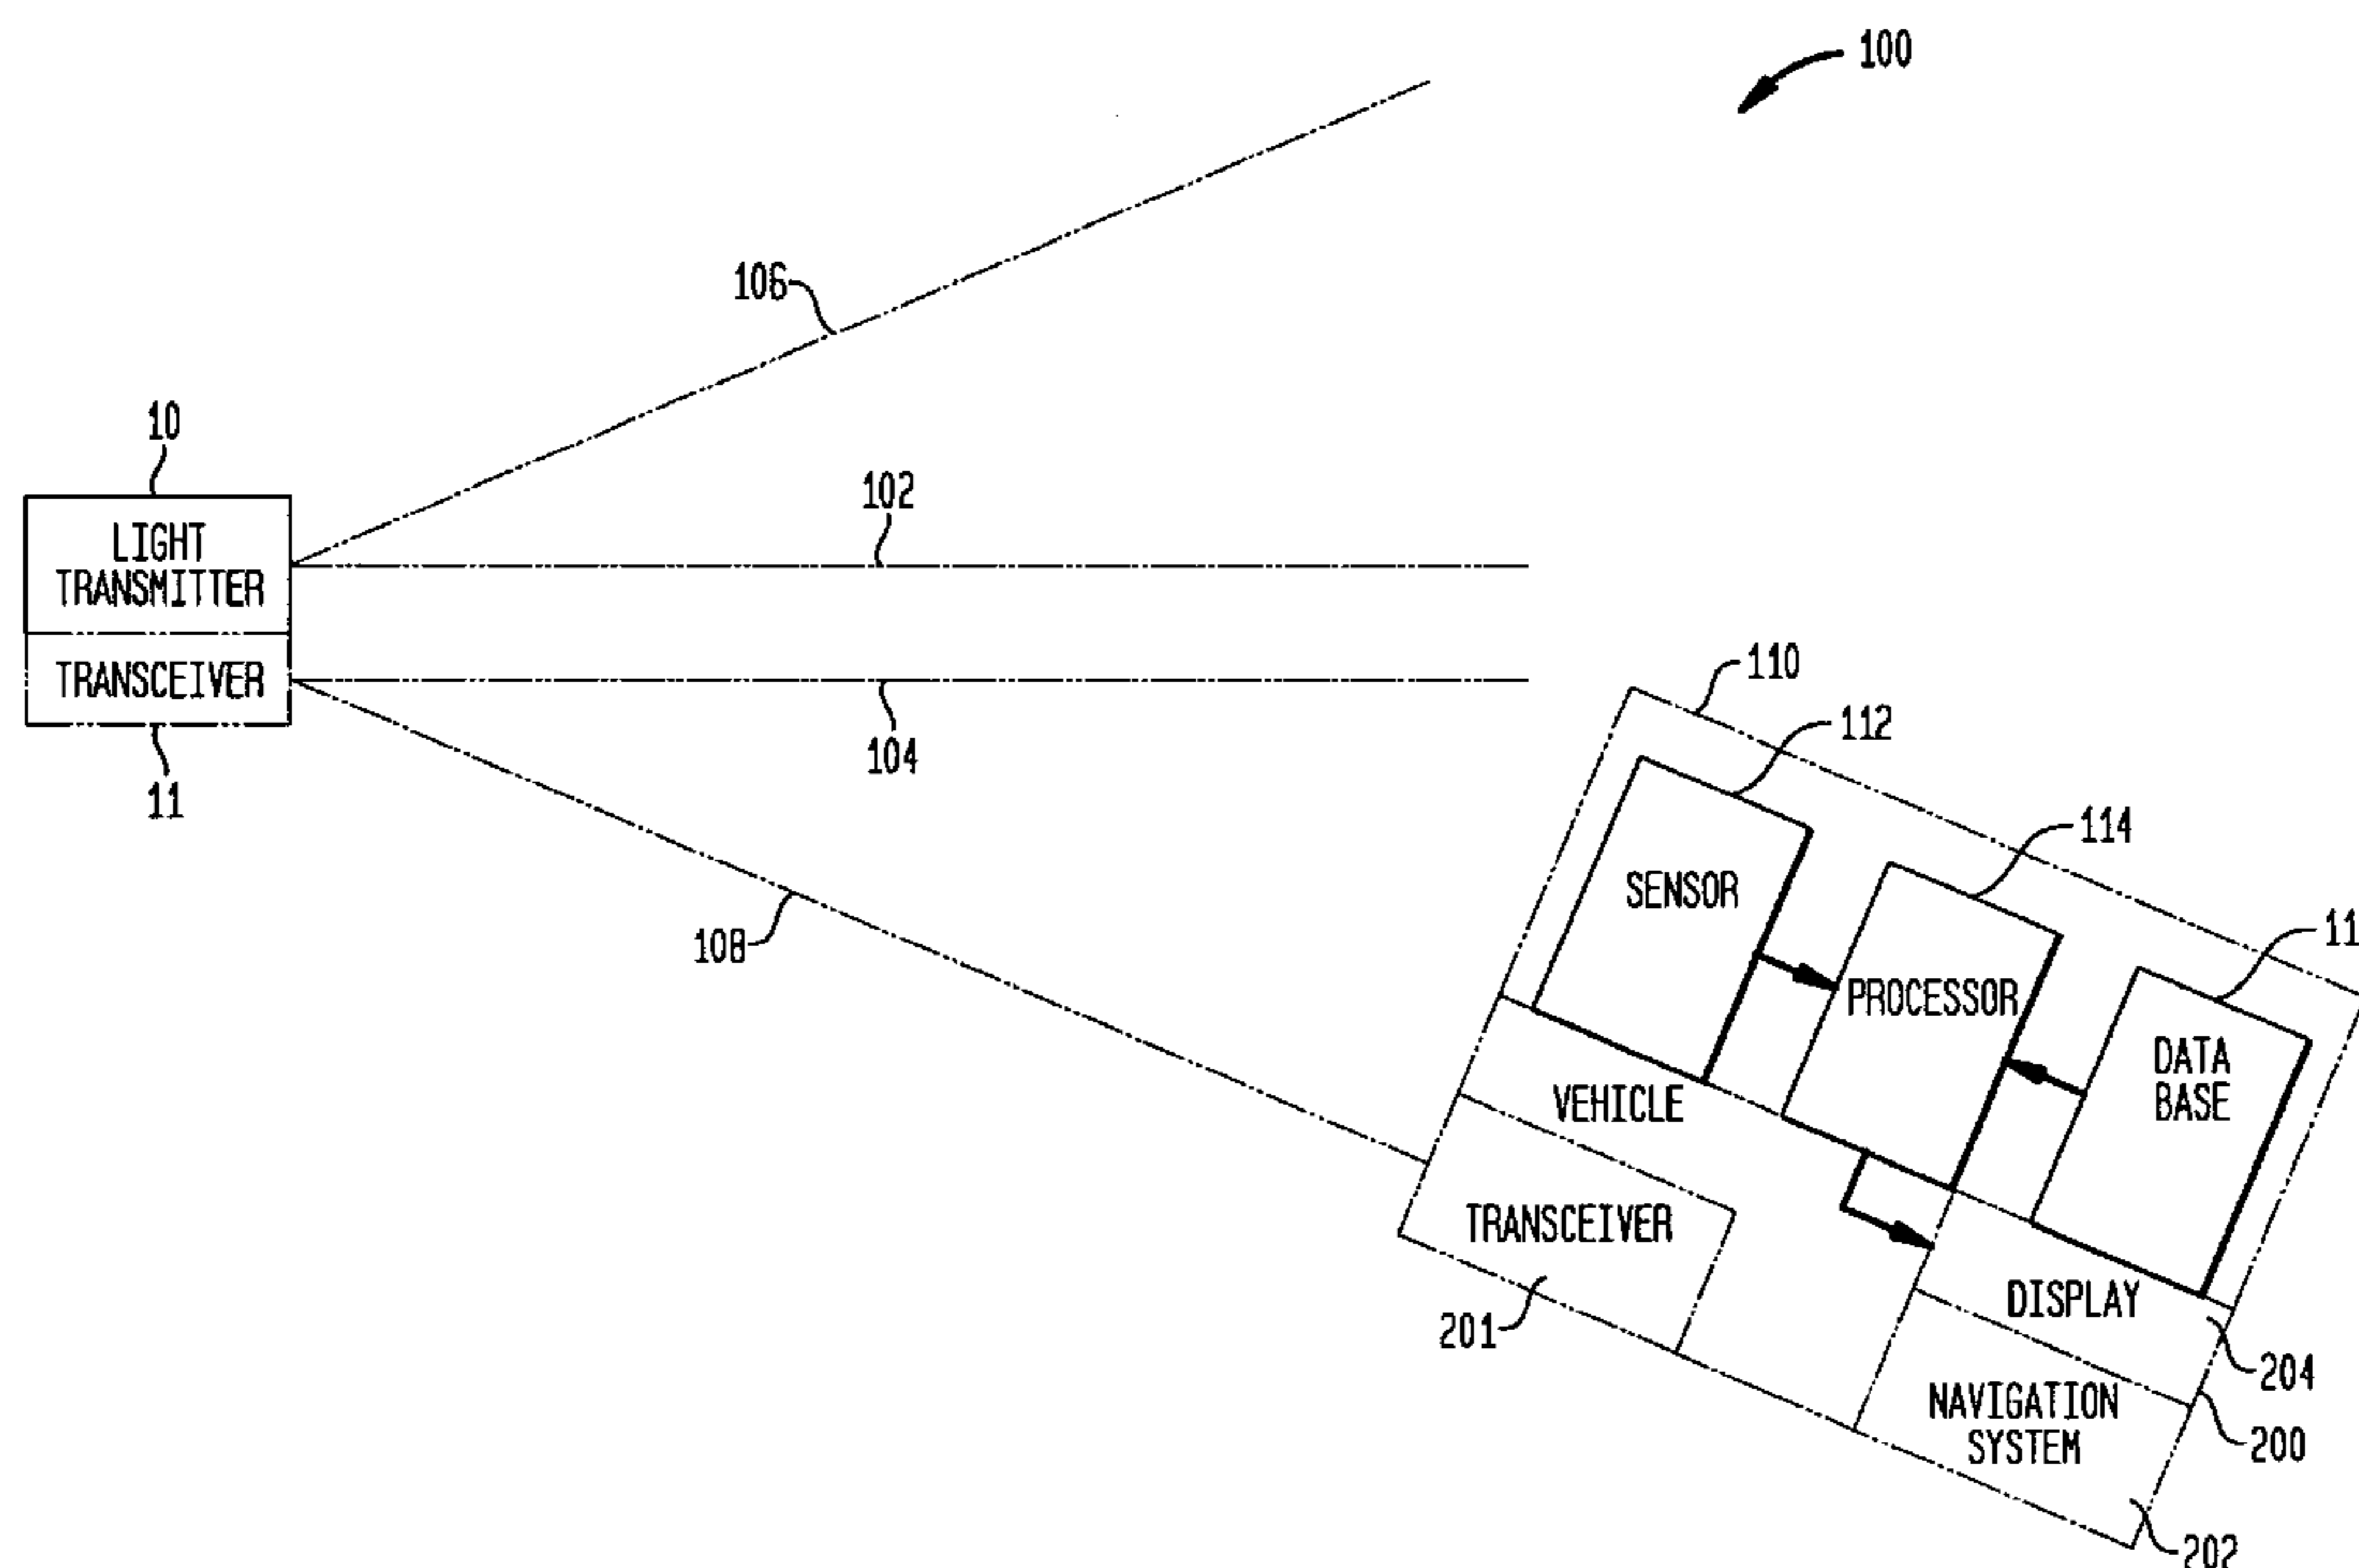 100
106
10
102
LIGHT
TRANSMITTER
TRANSCEIVER
104
11
110
112
114
SENSOR
108
PROCESSOR
DATA
BASE
VEHICLE
TRANSCEIVER
201
DISPLAY
204
NAVIGATION
SYSTEM
200
202